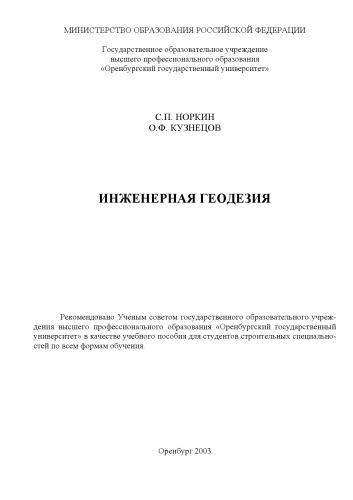 МИНИСТЕРСТВО ОБРАЗОВАНИЯ РОССИЙСКОЙ ФЕДЕРАЦИИ
Государственное образовательное учреждение
высшего профессионального образования
«Оренбургский государственный университет»
С.П. НОРКИН
О.Ф. КУЗНЕЦОВ
ИНЖЕНЕРНАЯ ГЕОДЕЗИЯ
Рекомендовано Ученым советом государственного образовательного учреж-
дения высшего профессионального образования «Оренбургский государственный
университет» в качестве учебного пособия для студентов строительных специально-
стей по всем формам обучения.
Оренбург 2003